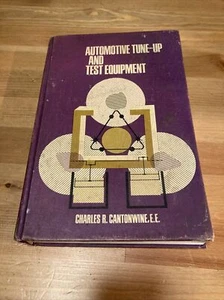 AUTOMOTIVE TUNE-UP
AND
TEST EQUIPMENT
CHARLES R. CANTONWINE, E.E.